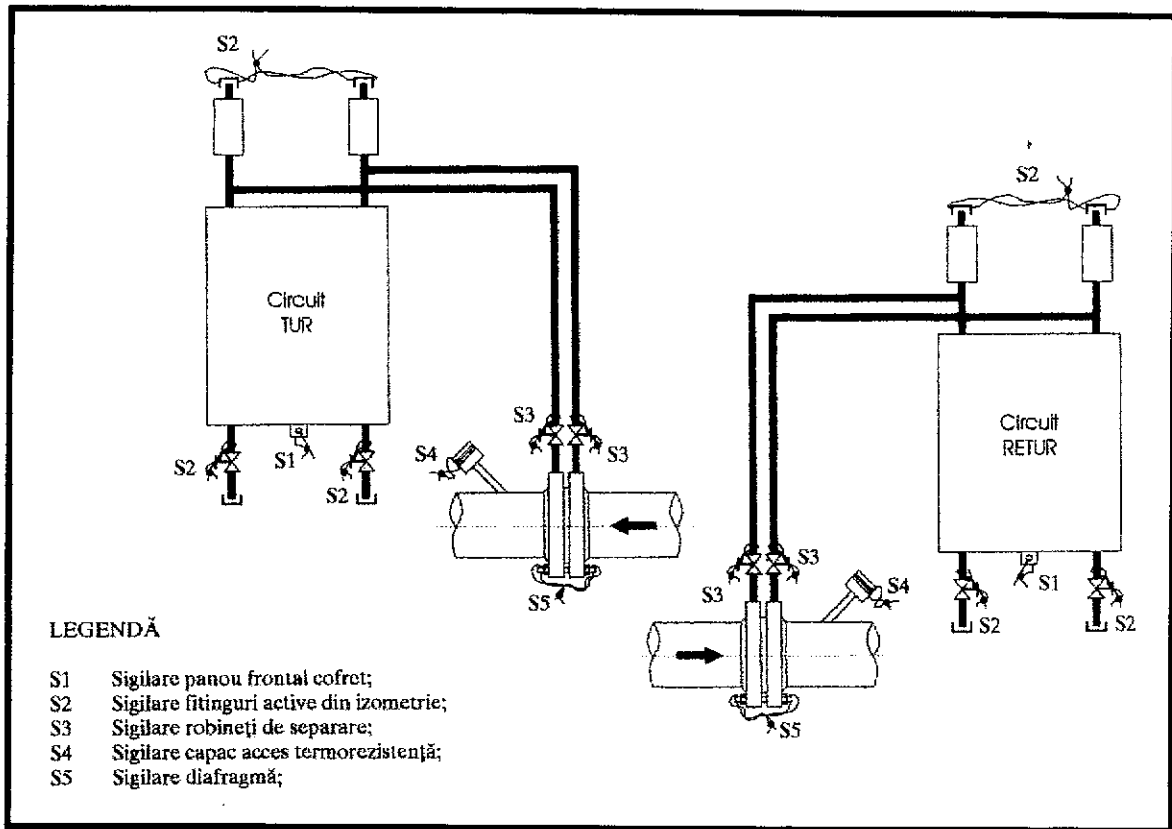 S2
S2
Circuit
TUR
Circuit
RETUR
S3
S3
S4
S2
S1
S2
S5
S3
S3
S4
S1
S2
S2
S5
LEGENDĂ
S1 Sigilare panou frontal cofret;
S2 Sigilare fitinguri active din izometrie;
S3 Sigilare robineți de separare;
S4 Sigilare capac acces termorezistență;
S5 Sigilare diafragmă;